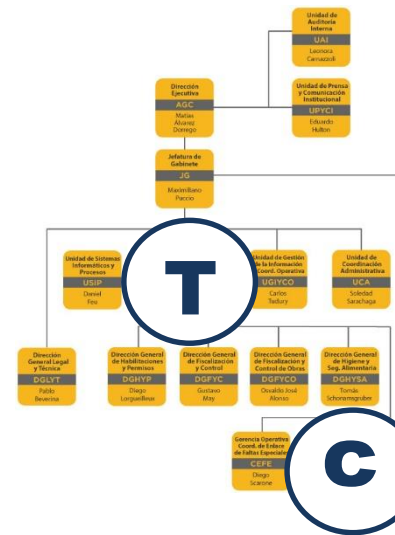 Unidad de
Auditoría
Interna
UAI
Leonora
Camazzoli
Dirección
Ejecutiva
AGC
Matías
Álvarez
Dorrego
Unidad de Prensa
y Comunicación
Institucional
UPYCI
Eduardo
Hulton
Jefatura de
Gabinete
JG
Maximiliano
Puccio
Unidad de Sistemas
Informáticos y
Procesos
USIP
Daniel
Feu
T
Unidad de Gestión
de la Información
Coord. Operativa
UGIYCO
Carlos
Tadury
Unidad de
Coordinación
Administrativa
UCA
Soledad
Sarachaga
Dirección
General Legal
y Técnica
DGLYT
Pablo
Beverina
Dirección General
de Habilitaciones
y Permisos
DGHYP
Diego
Lorgueilleux
Dirección General
de Fiscalización
y Control
DGFYC
Gustavo
May
Dirección General
de Fiscalización y
Control de Obras
DGFYCO
Osvaldo José
Alonso
Dirección General
de Higiene y
Seg. Alimentaria
DGHYSA
Tomás
Gerencia Operativa
Coord. de Enlace
de Faltas Especiales
CEFE
Diego
Scarone
C